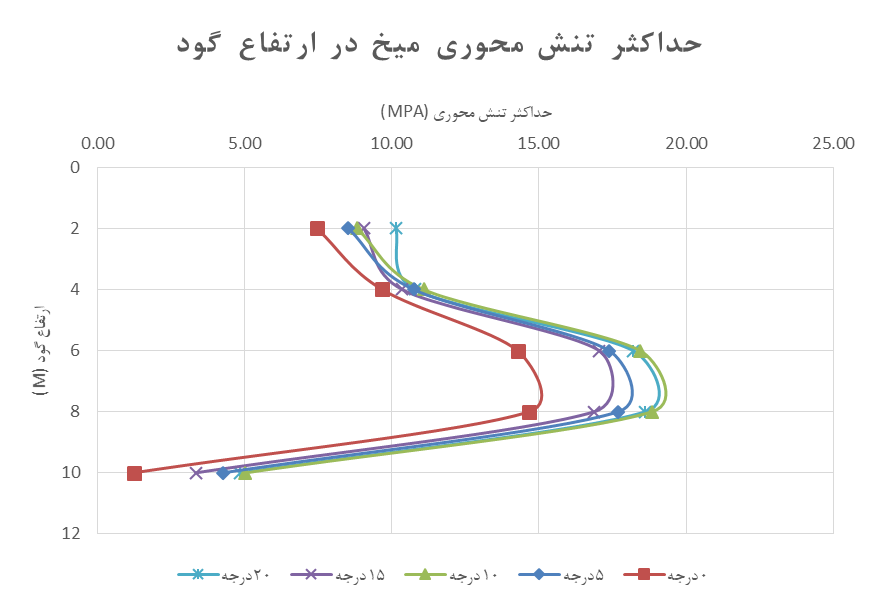 حداکثر تنش محوری میخ در ارتفاع گود
حداکثر تنش محوری (MPA)
0.00 5.00 10.00 15.00 20.00 25.00
0
2
4
6
8
10
12
ارتفاع گود (M)
۰درجه ۵درجه ۱۰درجه ۱۵درجه ۲۰درجه